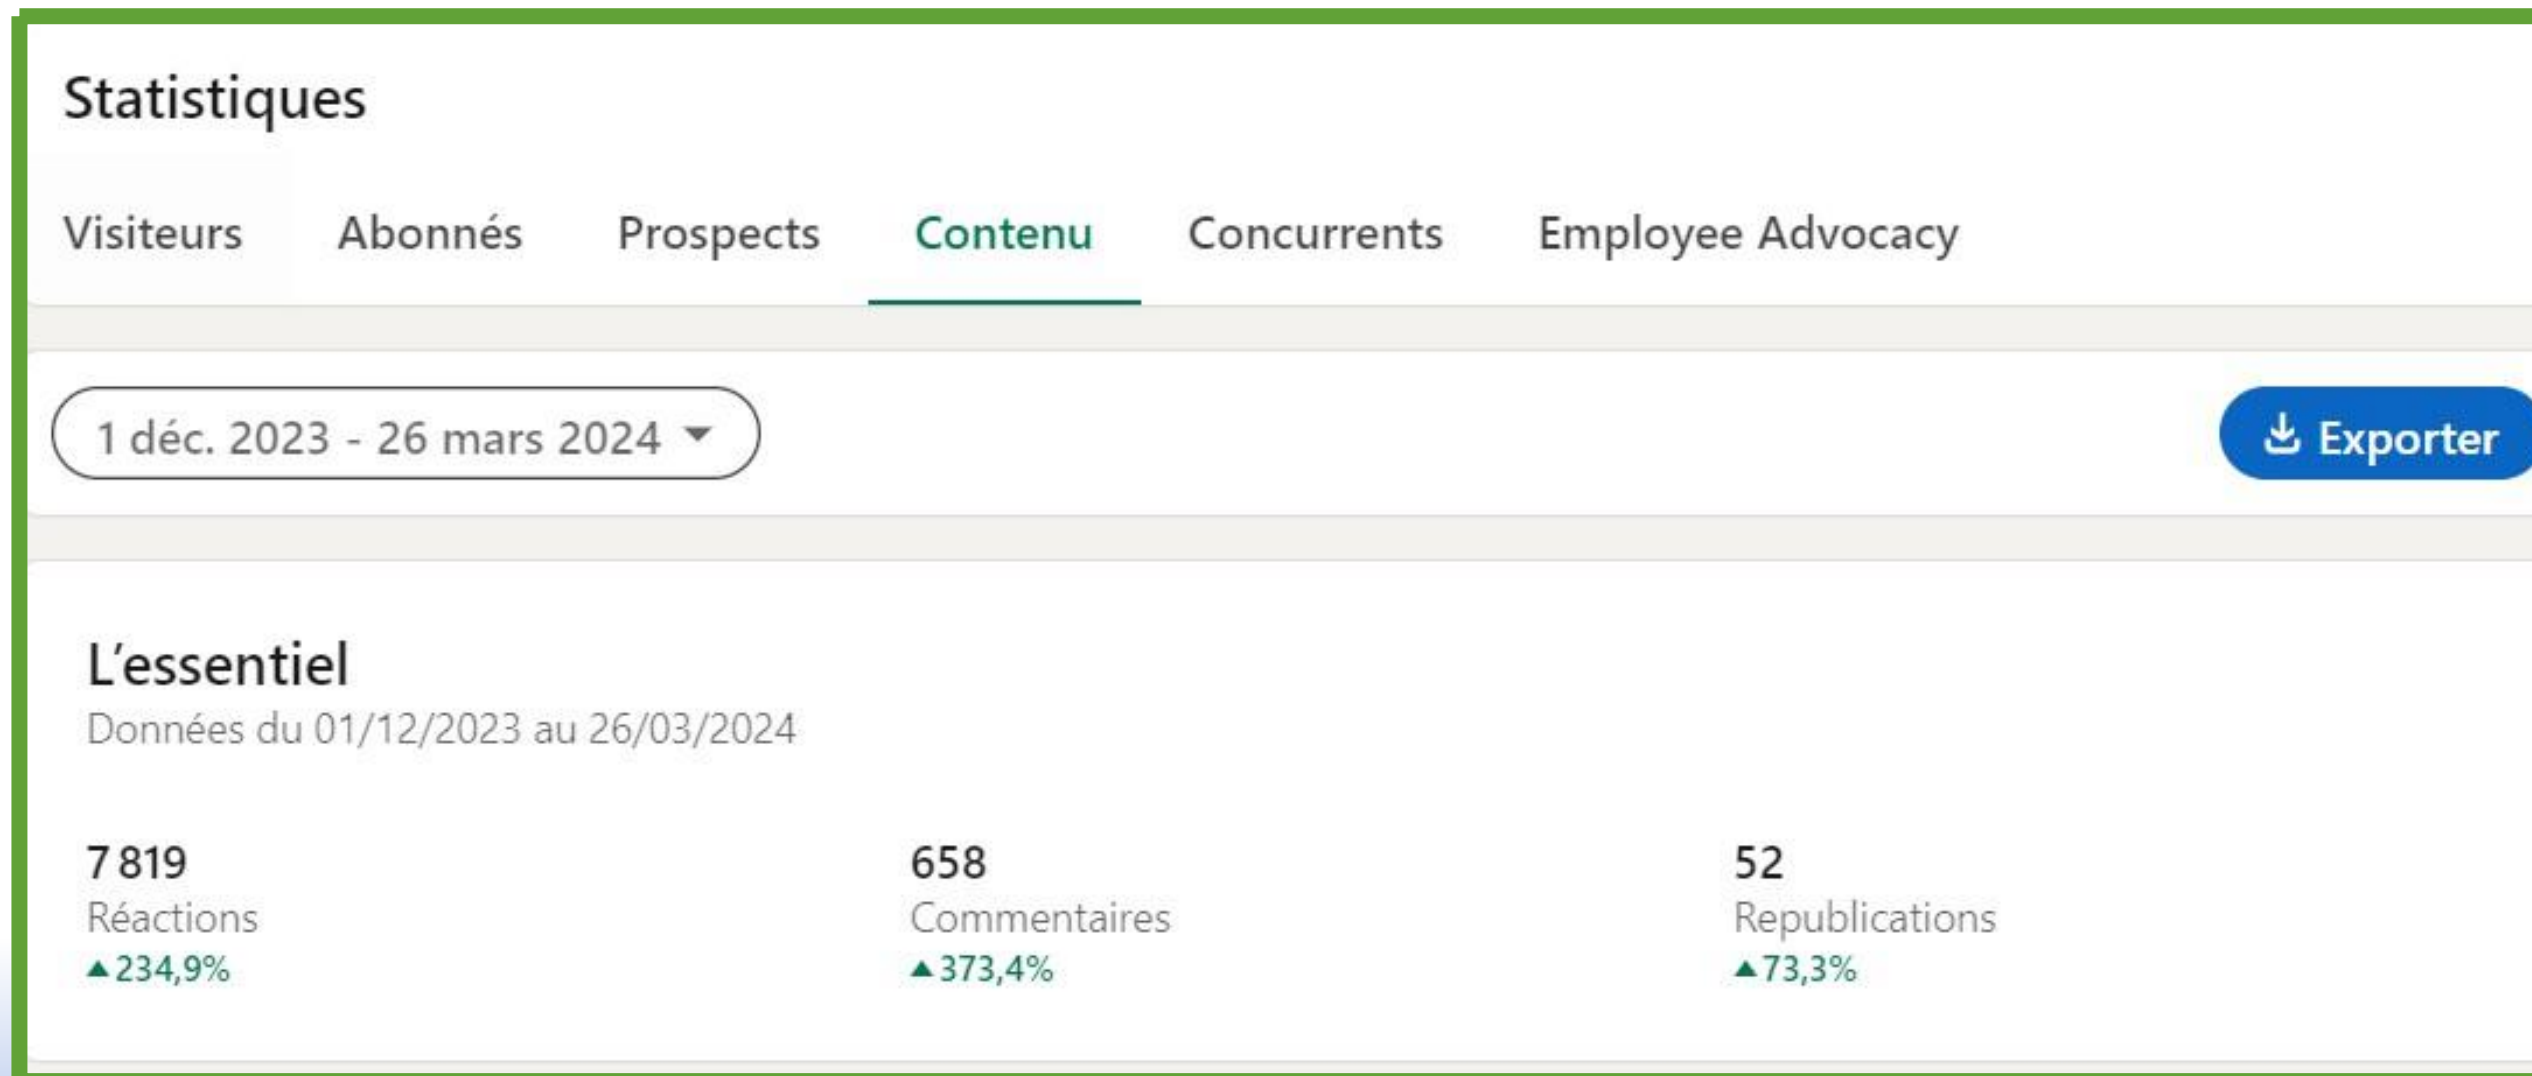 Statistiques
Visiteurs Abonnés Prospects Contenu Concurrents Employee Advocacy
1 déc. 2023 - 26 mars 2024 Exporter
L'essentiel
Données du 01/12/2023 au 26/03/2024
7 819 658 52
Réactions Commentaires Republications
▲234,9% ▲373,4% ▲73,3%